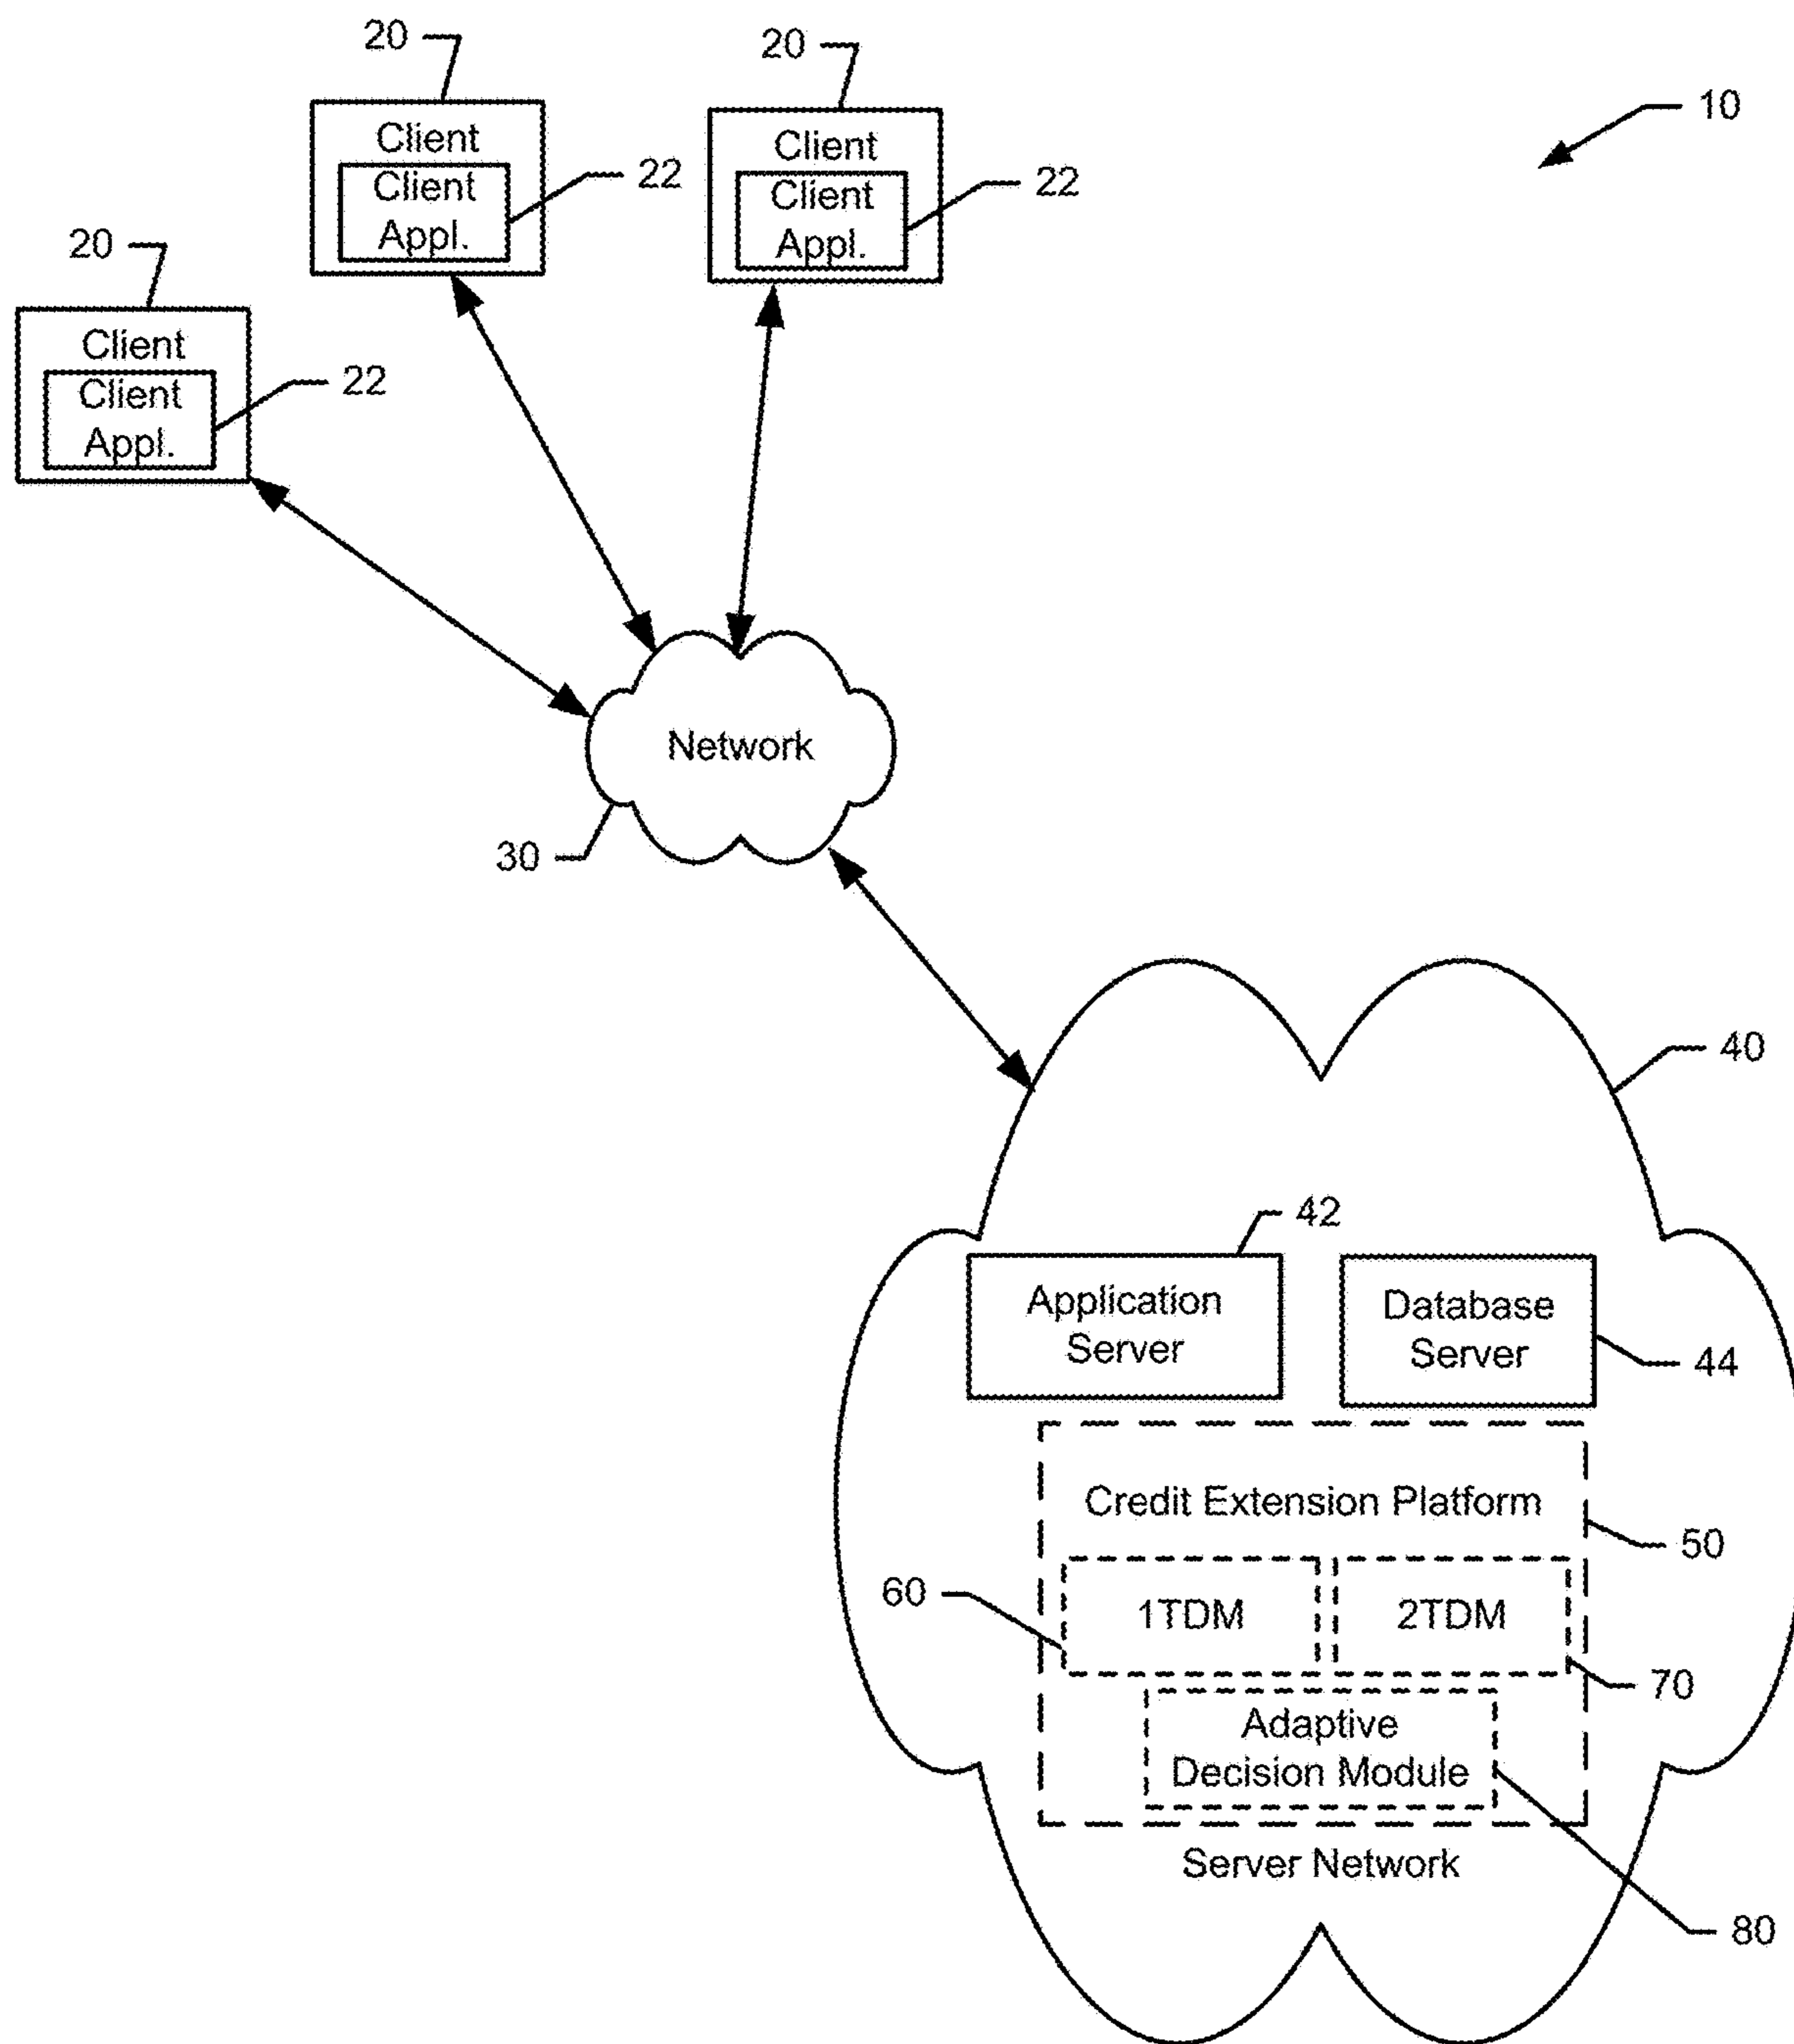 20
20
10
Client
Client
Appl.
22
Client
Client
Appl.
22
20
Client
Client
Appl.
22
Network
30
40
42
Application
Server
Database
Server
44
Credit Extension Platform
50
60
1TDM
2TDM
70
Adaptive
Decision Module
Server Network
80